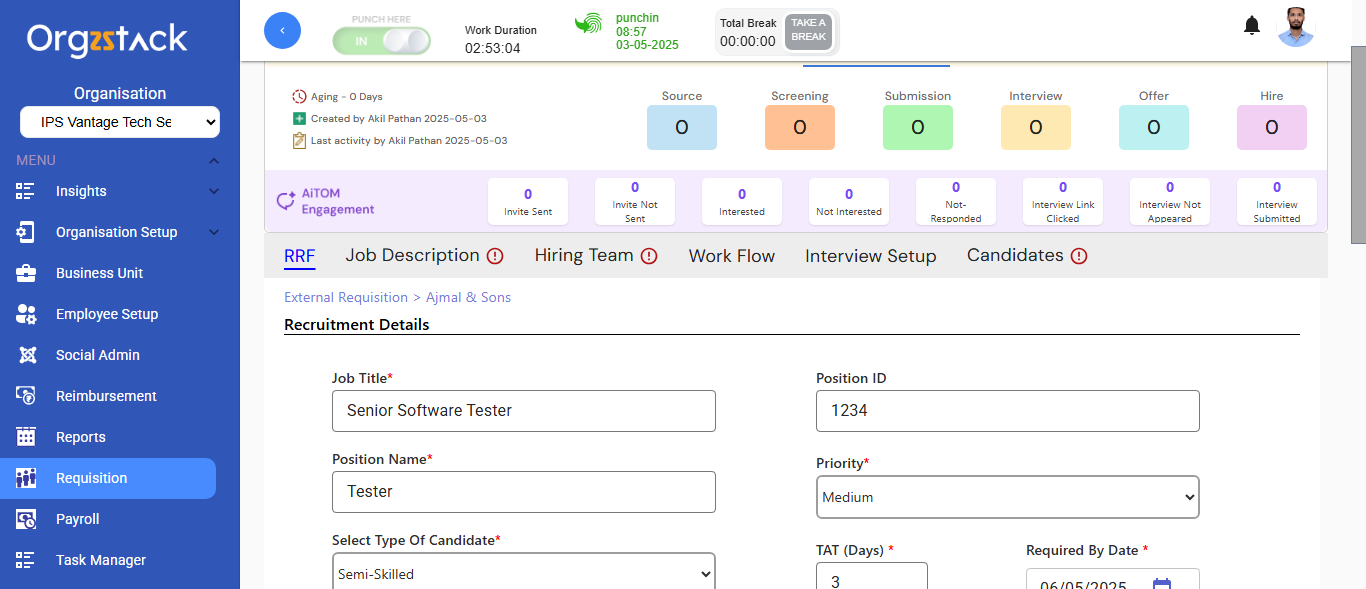 Orgzstack
Organisation
IPS Vantage Tech Se
MENU
Insights
Organisation Setup
Business Unit
Employee Setup
Social Admin
Reimbursement
Reports
Requisition
Payroll
Task Manager
PUNCH HERE
IN
Work Duration
02:53:04
punchin
08:57
03-05-2025
Total Break
00:00:00
TAKE A
BREAK
Aging - 0 Days
Created by Akil Pathan 2025-05-03
Last activity by Akil Pathan 2025-05-03
Source
0
Screening
0
Submission
0
Interview
0
Offer
0
Hire
0
AiTOM
Engagement
0
Invite Sent
0
Invite Not
Sent
0
Interested
0
Not Interested
0
Not-
Responded
0
Interview Link
Clicked
0
Interview Not
Appeared
0
Interview
Submitted
RRF Job Description Hiring Team Work Flow Interview Setup Candidates
External Requisition > Ajmal & Sons
Recruitment Details
Job Title*
Senior Software Tester
Position ID
1234
Position Name*
Tester
Priority*
Medium
Select Type Of Candidate*
Semi-Skilled
TAT (Days) *
3
Required By Date *
06/05/2025